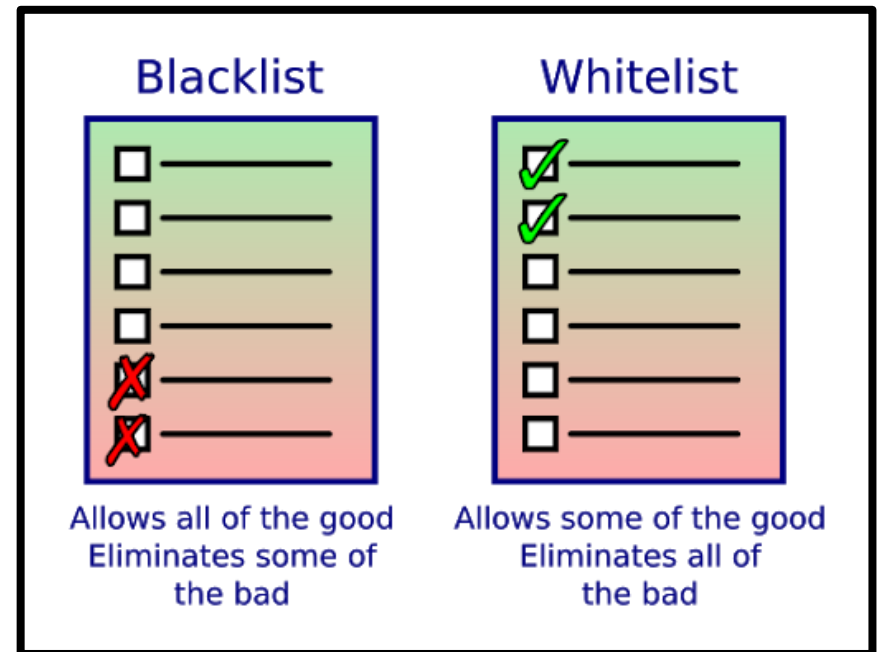 Blacklist
Allows all of the good
Eliminates some of
the bad
Whitelist
Allows some of the good
Eliminates all of
the bad